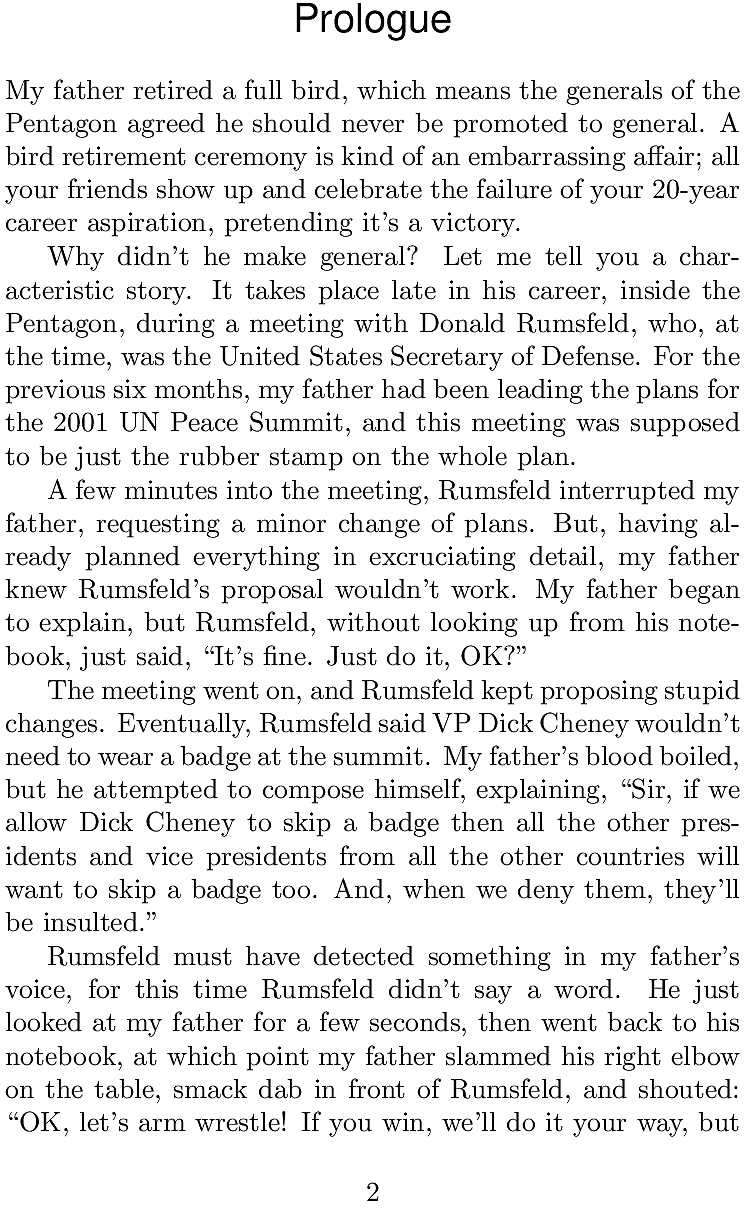 Prologue
My father retired a full bird, which means the generals of the
Pentagon agreed he should never be promoted to general. A
bird retirement ceremony is kind of an embarrassing affair; all
your friends show up and celebrate the failure of your 20-year
career aspiration, pretending it’s a victory.
Why didn’t he make general? Let me tell you a char-
acteristic story. It takes place late in his career, inside the
Pentagon, during a meeting with Donald Rumsfeld, who, at
the time, was the United States Secretary of Defense. For the
previous six months, my father had been leading the plans for
the 2001 UN Peace Summit, and this meeting was supposed
to be just the rubber stamp on the whole plan.
A few minutes into the meeting, Rumsfeld interrupted my
father, requesting a minor change of plans. But, having al-
ready planned everything in excruciating detail, my father
knew Rumsfeld’s proposal wouldn’t work. My father began
to explain, but Rumsfeld, without looking up from his note-
book, just said, “It’s fine. Just do it, OK?”
The meeting went on, and Rumsfeld kept proposing stupid
changes. Eventually, Rumsfeld said VP Dick Cheney wouldn’t
need to wear a badge at the summit. My father’s blood boiled,
but he attempted to compose himself, explaining, “Sir, if we
allow Dick Cheney to skip a badge then all the other pres-
idents and vice presidents from all the other countries will
want to skip a badge too. And, when we deny them, they’ll
be insulted.”
Rumsfeld must have detected something in my father’s
voice, for this time Rumsfeld didn’t say a word. He just
looked at my father for a few seconds, then went back to his
notebook, at which point my father slammed his right elbow
on the table, smack dab in front of Rumsfeld, and shouted:
“OK, let’s arm wrestle! If you win, we’ll do it your way, but
2